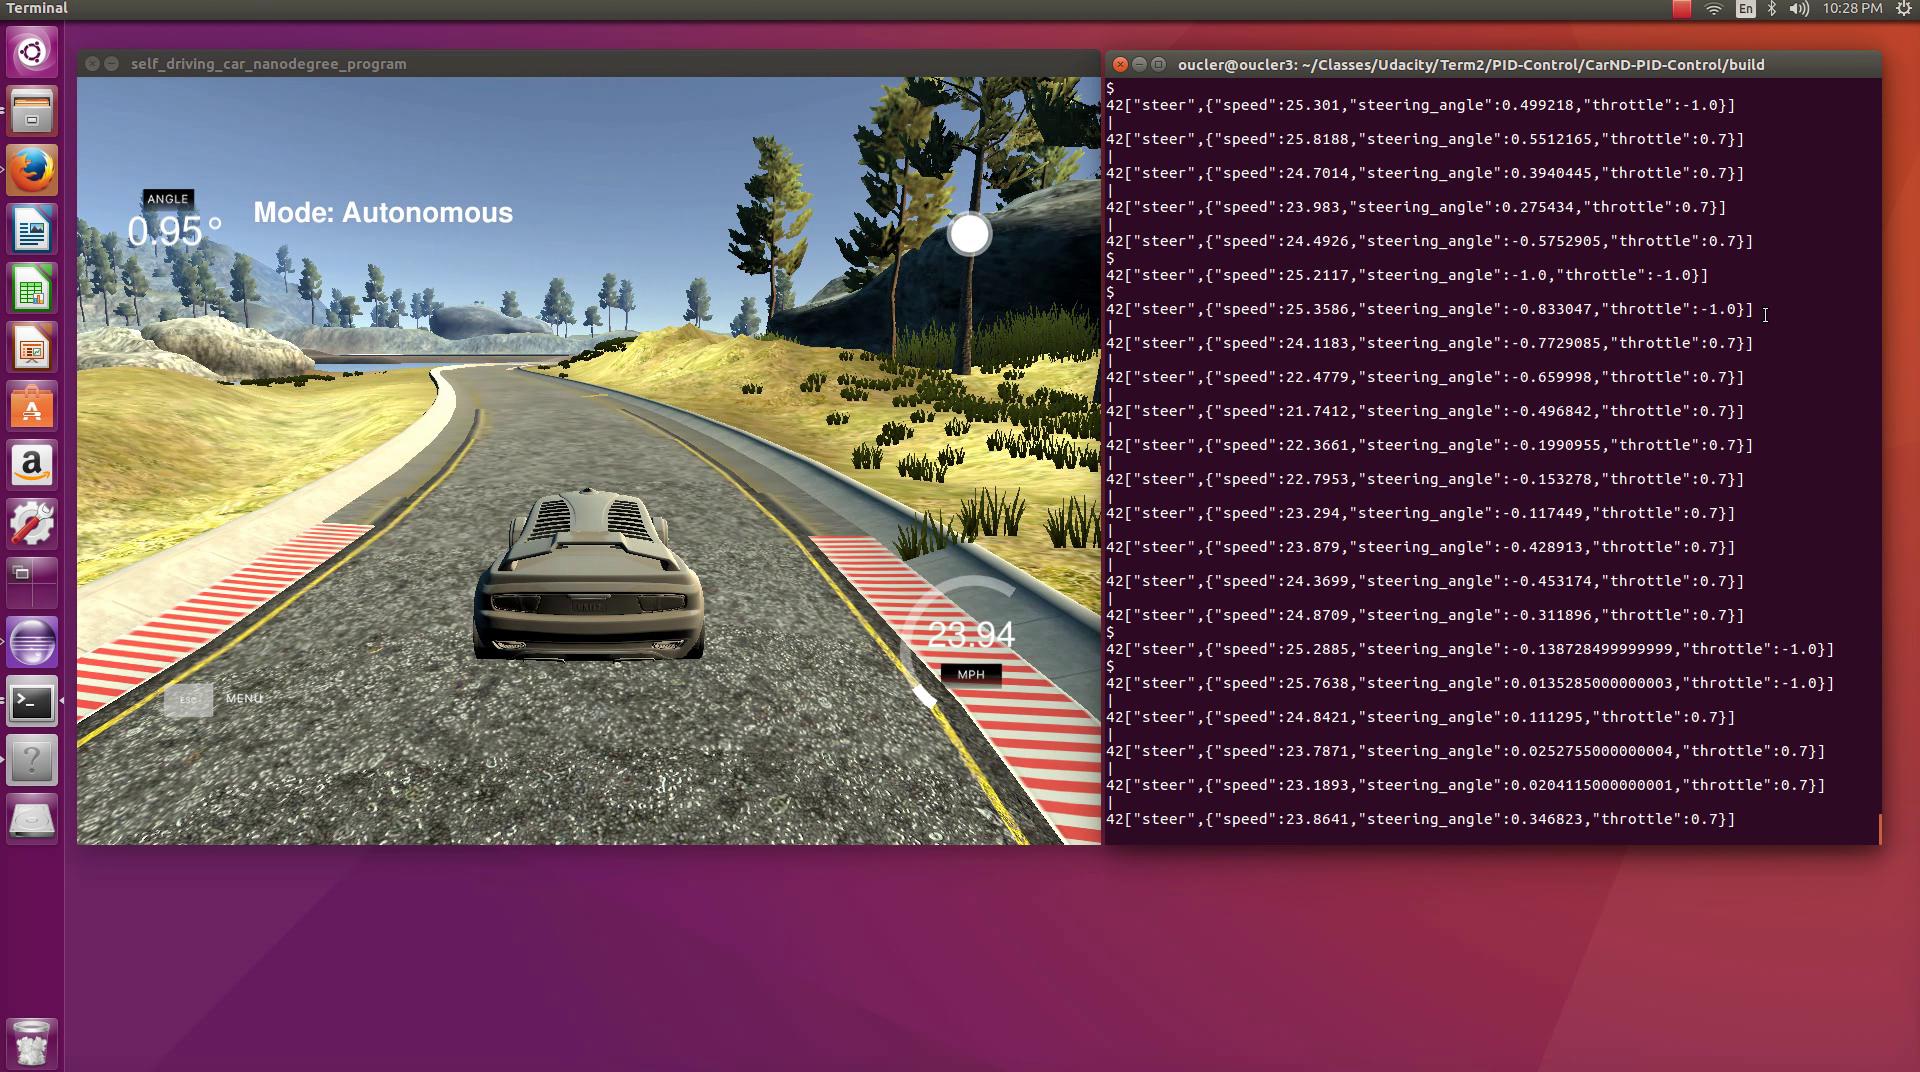 Terminal
En
10:28 PM
self_driving_car_nanodegree_program
ANGLE
0.95°
Mode: Autonomous
23.94
MPH
ESC
MENU
oucler@oucler3: ~/Classes/Udacity/Term2/PID-Control/CarND-PID-Control/build
$
42["steer",{"speed":25.301,"steering_angle":0.499218,"throttle":-1.0}]
|
42["steer",{"speed":25.8188,"steering_angle":0.5512165,"throttle":0.7}]
|
42["steer",{"speed":24.7014,"steering_angle":0.3940445,"throttle":0.7}]
|
42["steer",{"speed":23.983,"steering_angle":0.275434,"throttle":0.7}]
|
42["steer",{"speed":24.4926,"steering_angle":-0.5752905,"throttle":0.7}]
$
42["steer",{"speed":25.2117,"steering_angle":-1.0,"throttle":-1.0}]
$
42["steer",{"speed":25.3586,"steering_angle":-0.833047,"throttle":-1.0}]
|
42["steer",{"speed":24.1183,"steering_angle":-0.7729085,"throttle":0.7}]
|
42["steer",{"speed":22.4779,"steering_angle":-0.659998,"throttle":0.7}]
|
42["steer",{"speed":21.7412,"steering_angle":-0.496842,"throttle":0.7}]
|
42["steer",{"speed":22.3661,"steering_angle":-0.1990955,"throttle":0.7}]
|
42["steer",{"speed":22.7953,"steering_angle":-0.153278,"throttle":0.7}]
|
42["steer",{"speed":23.294,"steering_angle":-0.117449,"throttle":0.7}]
|
42["steer",{"speed":23.879,"steering_angle":-0.428913,"throttle":0.7}]
|
42["steer",{"speed":24.3699,"steering_angle":-0.453174,"throttle":0.7}]
|
42["steer",{"speed":24.8709,"steering_angle":-0.311896,"throttle":0.7}]
$
42["steer",{"speed":25.2885,"steering_angle":-0.138728499999999,"throttle":-1.0}]
$
42["steer",{"speed":25.7638,"steering_angle":0.0135285000000003,"throttle":-1.0}]
|
42["steer",{"speed":24.8421,"steering_angle":0.111295,"throttle":0.7}]
|
42["steer",{"speed":23.7871,"steering_angle":0.0252755000000004,"throttle":0.7}]
|
42["steer",{"speed":23.1893,"steering_angle":0.0204115000000001,"throttle":0.7}]
|
42["steer",{"speed":23.8641,"steering_angle":0.346823,"throttle":0.7}]